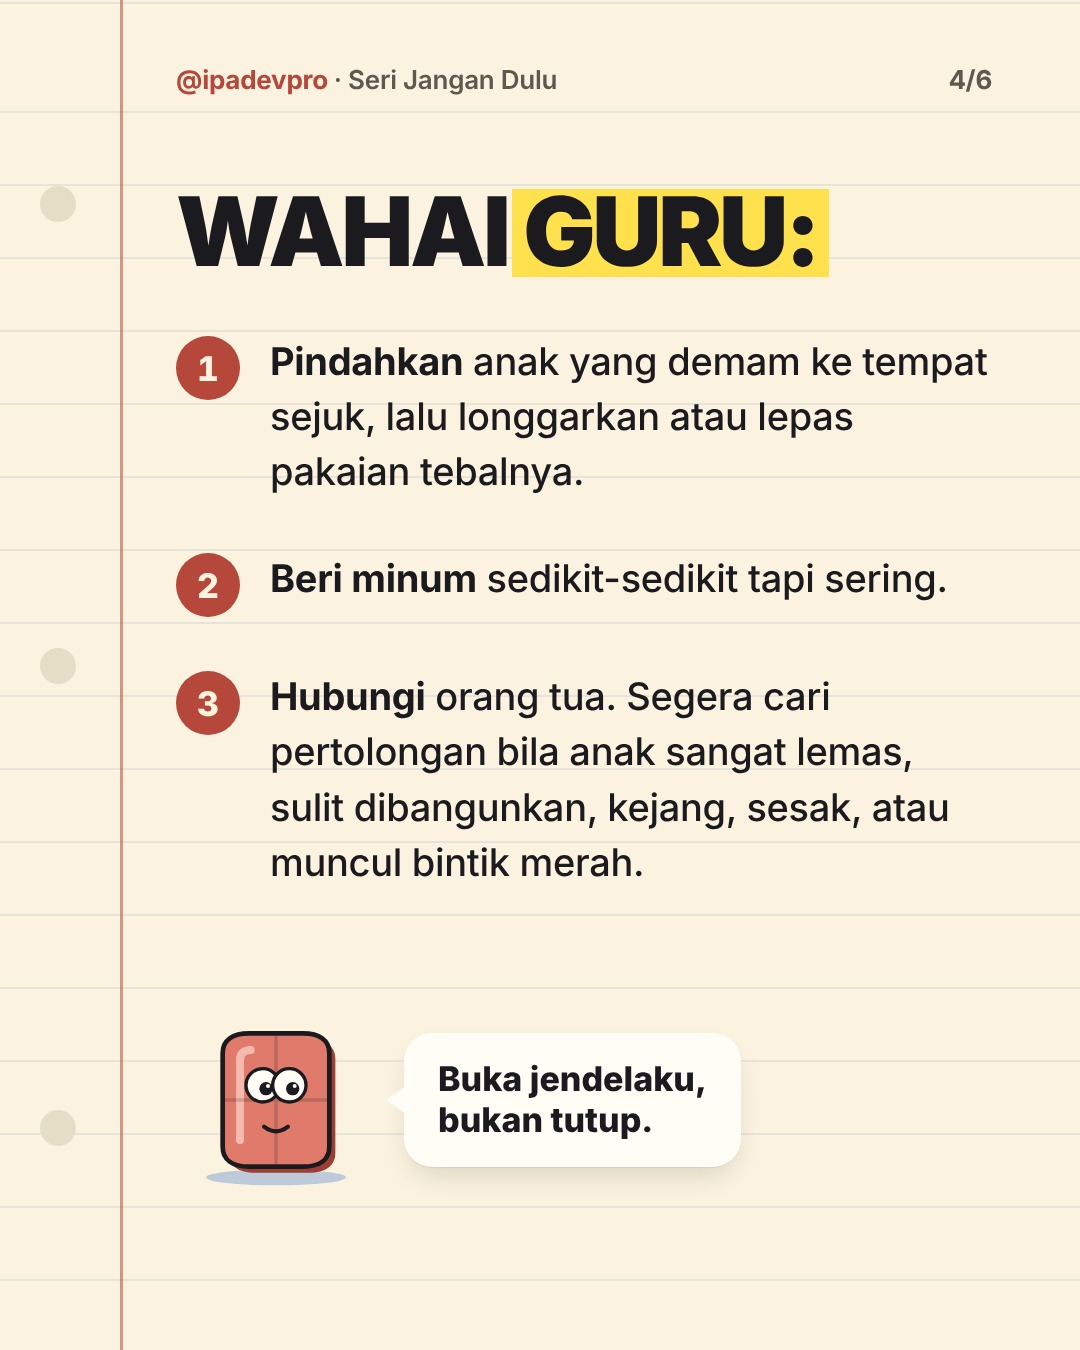 @ipadevpro · Seri Jangan Dulu
4/6
WAHAI GURU:
1 Pindahkan anak yang demam ke tempat
sejuk, lalu longgarkan atau lepas
pakaian tebalnya.
2 Beri minum sedikit-sedikit tapi sering.
3 Hubungi orang tua. Segera cari
pertolongan bila anak sangat lemas,
sulit dibangunkan, kejang, sesak, atau
muncul bintik merah.
Buka jendelaku,
bukan tutup.